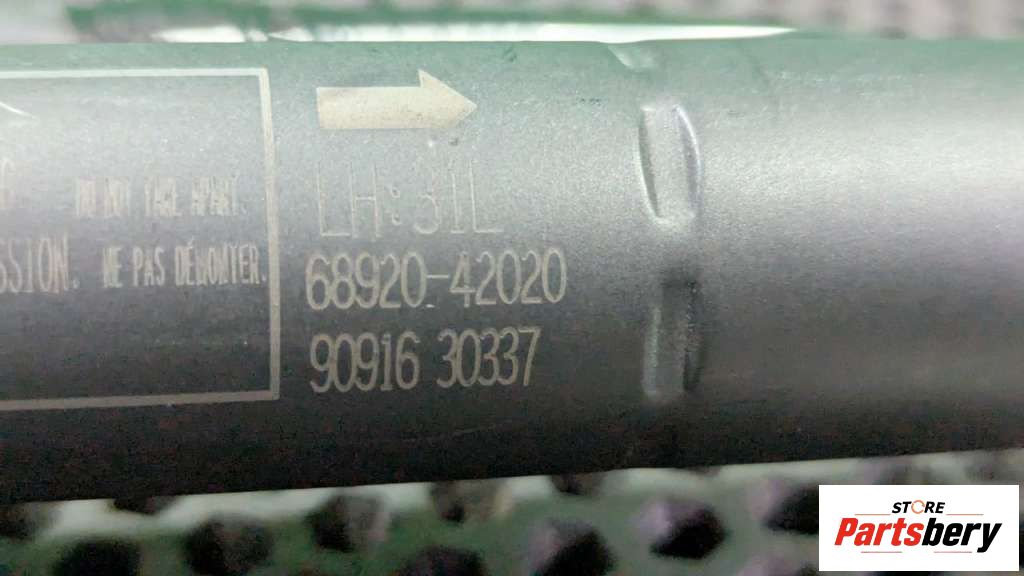 DO NOT TAKE APART.
SSION. NE PAS DÉMONTER.
LH:31L
68920-42020
90916 30337
STORE
Partsbery